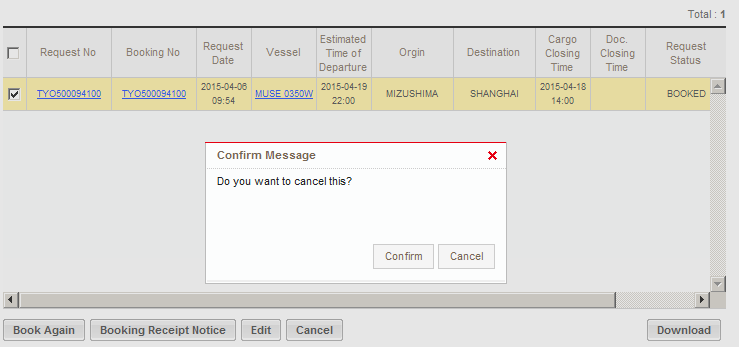 Total : 1
Request No Booking No Request Date Vessel Estimated Time of Departure Orgin Destination Cargo Closing Time Doc. Closing Time Request Status
TYO500094100 TYO500094100 2015-04-06 09:54 MUSE 0350W 2015-04-19 22:00 MIZUSHIMA SHANGHAI 2015-04-18 14:00 BOOKED
Confirm Message
Do you want to cancel this?
Confirm Cancel
Book Again Booking Receipt Notice Edit Cancel Download